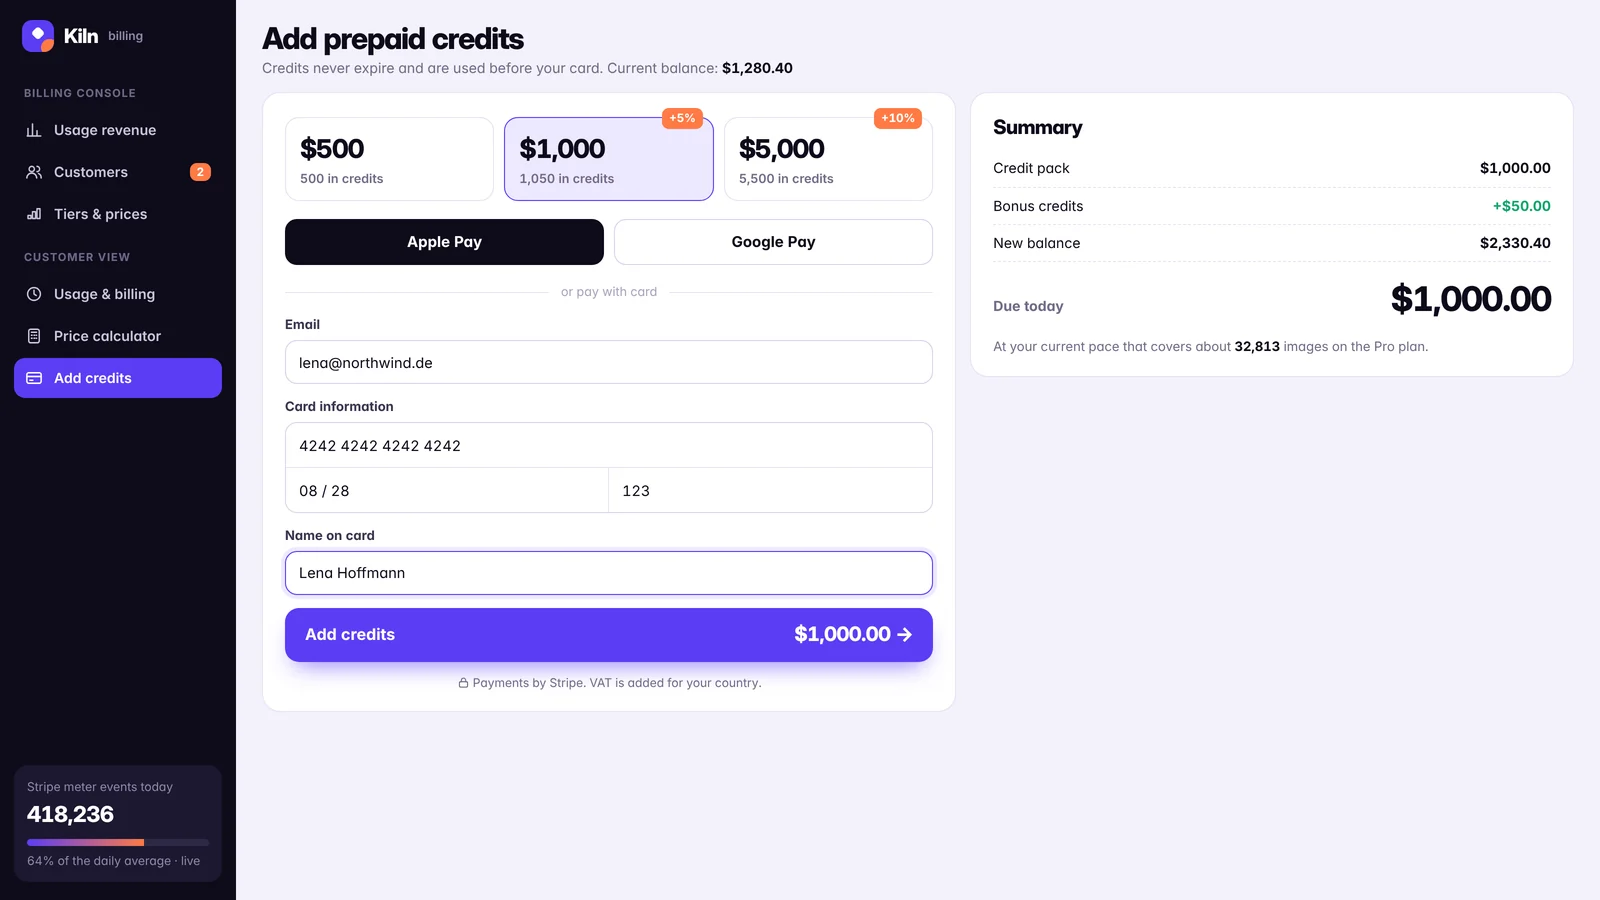 Kiln billing
BILLING CONSOLE
Usage revenue
Customers 2
Tiers & prices
CUSTOMER VIEW
Usage & billing
Price calculator
Add credits
Stripe meter events today
418,236
64% of the daily average · live
Add prepaid credits
Credits never expire and are used before your card. Current balance: $1,280.40
$500
500 in credits
+5%
$1,000
1,050 in credits
+10%
$5,000
5,500 in credits
Apple Pay
Google Pay
or pay with card
Email
lena@northwind.de
Card information
4242 4242 4242 4242
08 / 28
123
Name on card
Lena Hoffmann
Add credits $1,000.00 →
Payments by Stripe. VAT is added for your country.
Summary
Credit pack $1,000.00
Bonus credits +$50.00
New balance $2,330.40
Due today $1,000.00
At your current pace that covers about 32,813 images on the Pro plan.